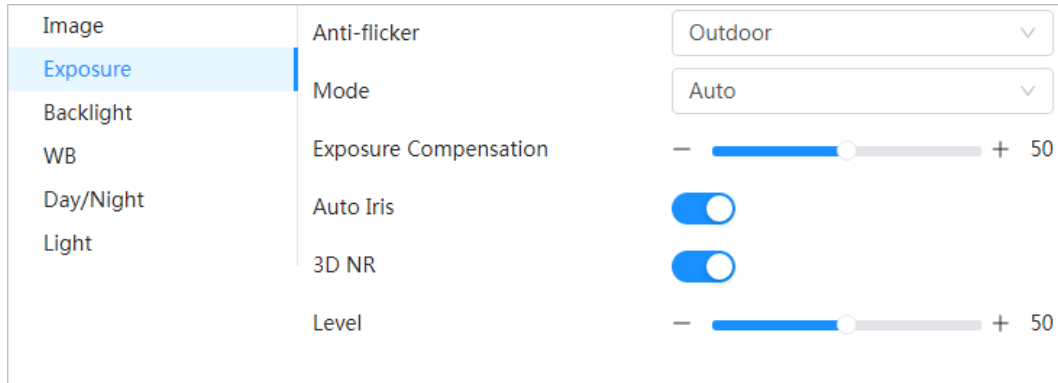 Image
Exposure
Backlight
WB
Day/Night
Light
Anti-flicker Outdoor
Mode Auto
Exposure Compensation − + 50
Auto Iris
3D NR
Level − + 50